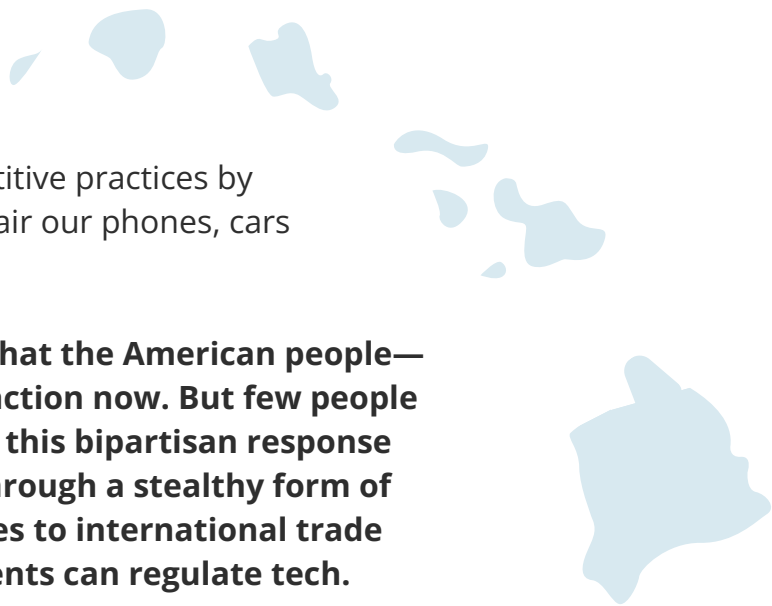 titive practices by
air our phones, cars
hat the American people—
action now. But few people
this bipartisan response
hrough a stealthy form of
es to international trade
ents can regulate tech.